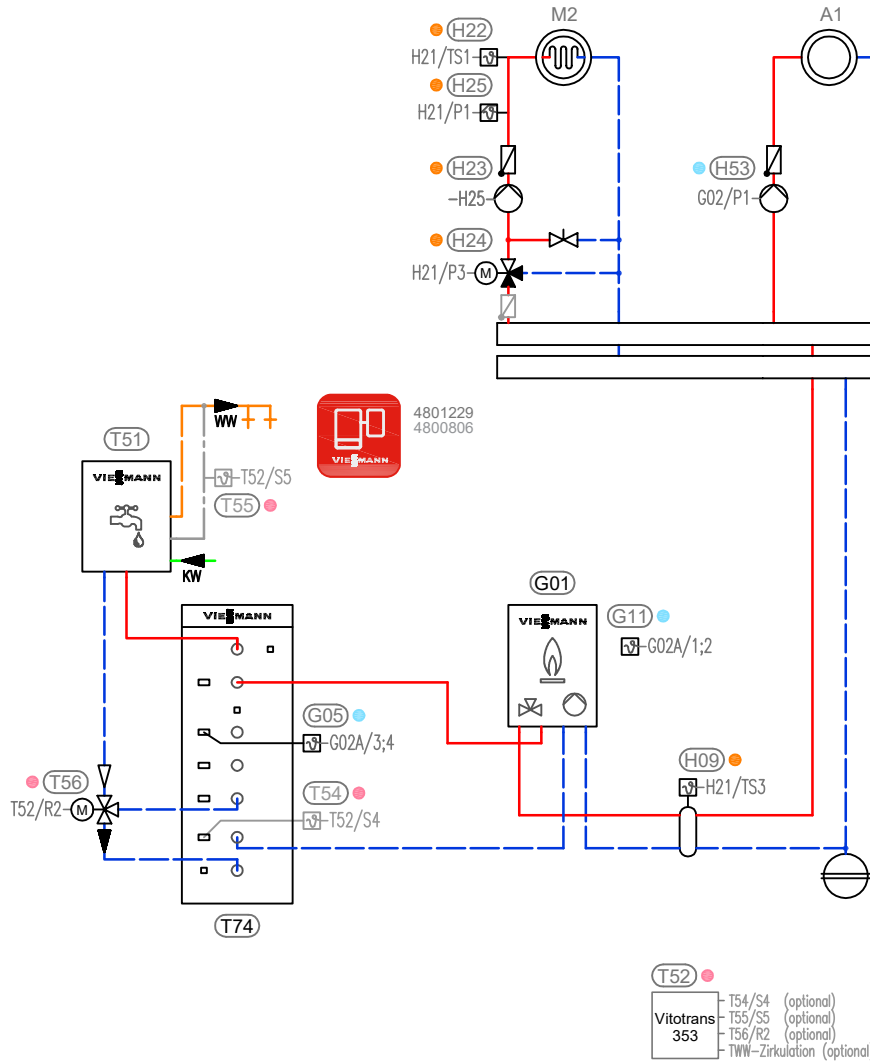 M2
A1
H22
H21/TS1
H25
H21/P1
H23
H53
-H25
G02/P1
H24
H21/P3
M
4801229
4800806
WW
T51
VIESMANN
VIESMANN
T52/S5
T55
KW
G01
VIESMANN
VIESMANN
G11
G02A/1;2
G05
G02A/3;4
H09
H21/TS3
T56
T54
T52/R2
M
T52/S4
T74
T52
Vitotrans
353
T54/S4 (optional)
T55/S5 (optional)
T56/R2 (optional)
TWW-Zirkulation (optional